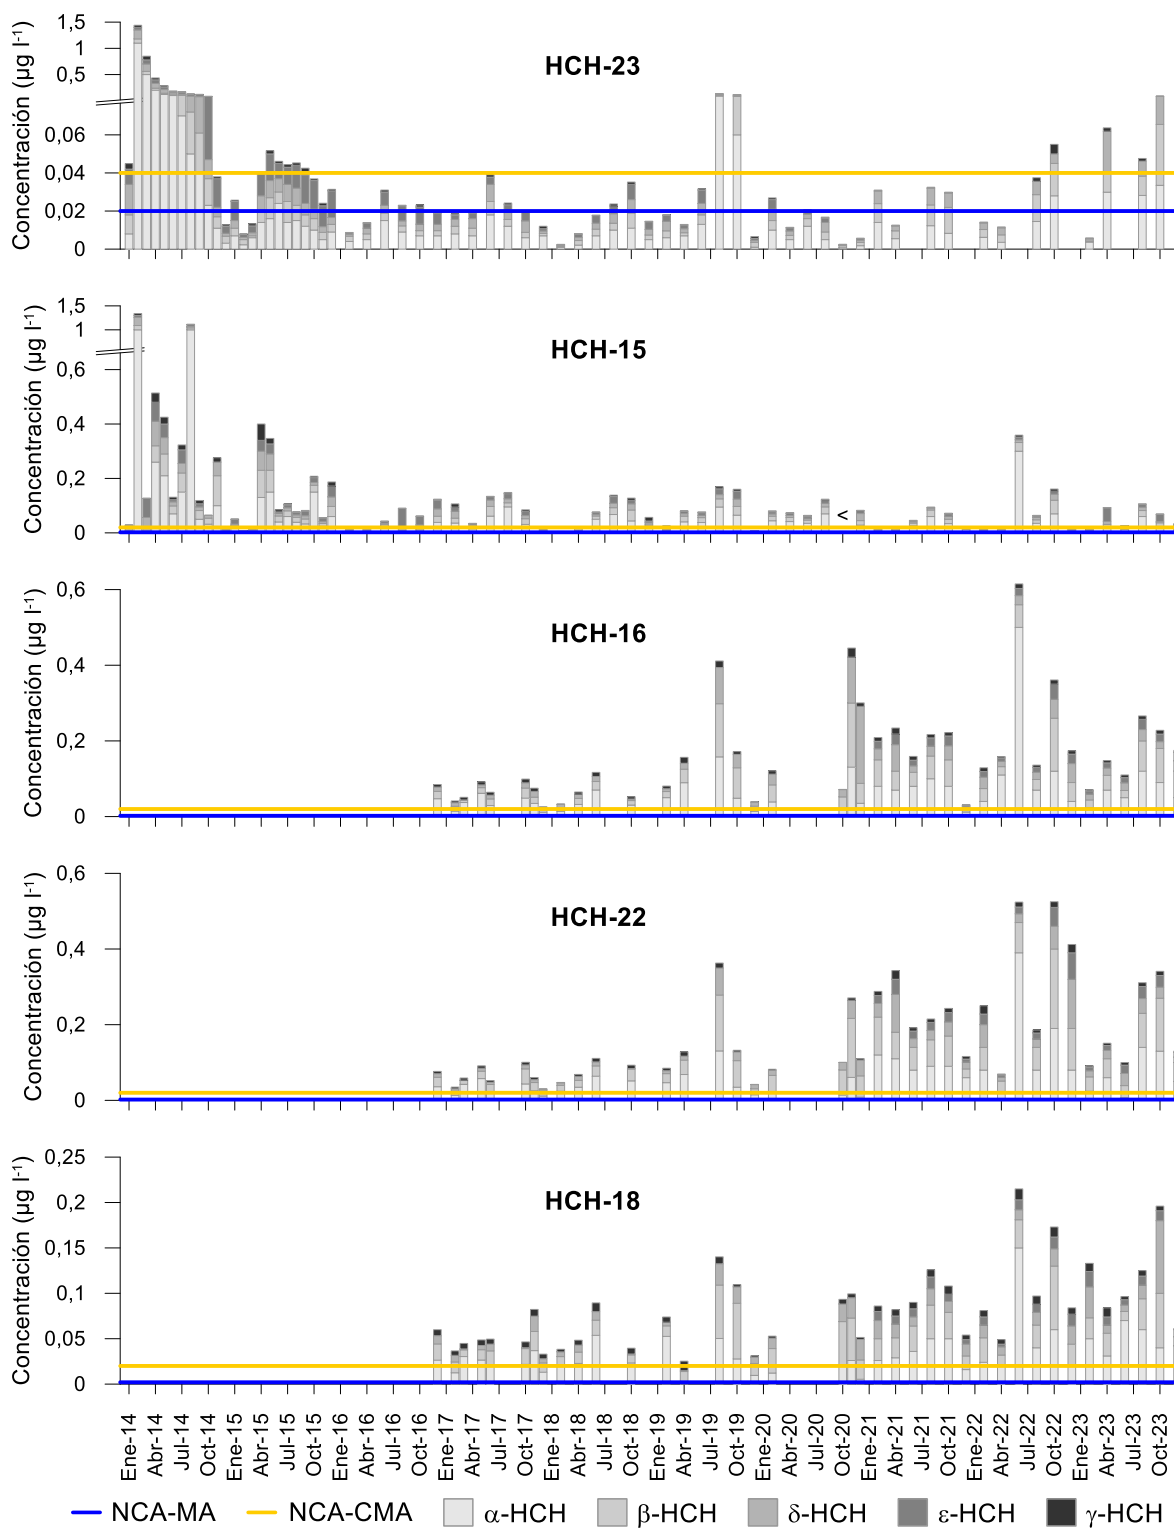 HCH-23
Concentración (µg l-1)
1,5
1
0,5
0,06
0,04
0,02
0
HCH-15
Concentración (µg l-1)
1,5
1
0,6
0,4
0,2
0
<
HCH-16
Concentración (µg l-1)
0,6
0,4
0,2
0
HCH-22
Concentración (µg l-1)
0,6
0,4
0,2
0
HCH-18
Concentración (µg l-1)
0,25
0,2
0,15
0,1
0,05
0
Ene-14 Abr-14 Jul-14 Oct-14 Ene-15 Abr-15 Jul-15 Oct-15 Ene-16 Abr-16 Jul-16 Oct-16 Ene-17 Abr-17 Jul-17 Oct-17 Ene-18 Abr-18 Jul-18 Oct-18 Ene-19 Abr-19 Jul-19 Oct-19 Ene-20 Abr-20 Jul-20 Oct-20 Ene-21 Abr-21 Jul-21 Oct-21 Ene-22 Abr-22 Jul-22 Oct-22 Ene-23 Abr-23 Jul-23 Oct-23
NCA-MA NCA-CMA α-HCH β-HCH δ-HCH ε-HCH γ-HCH